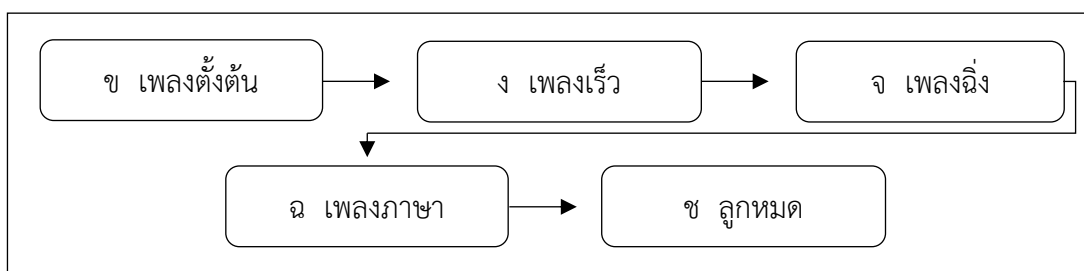 ข เพลงตั้งต้น
ง เพลงเร็ว
จ เพลงฉิ่ง
ฉ เพลงภาษา
ช ลูกหมด